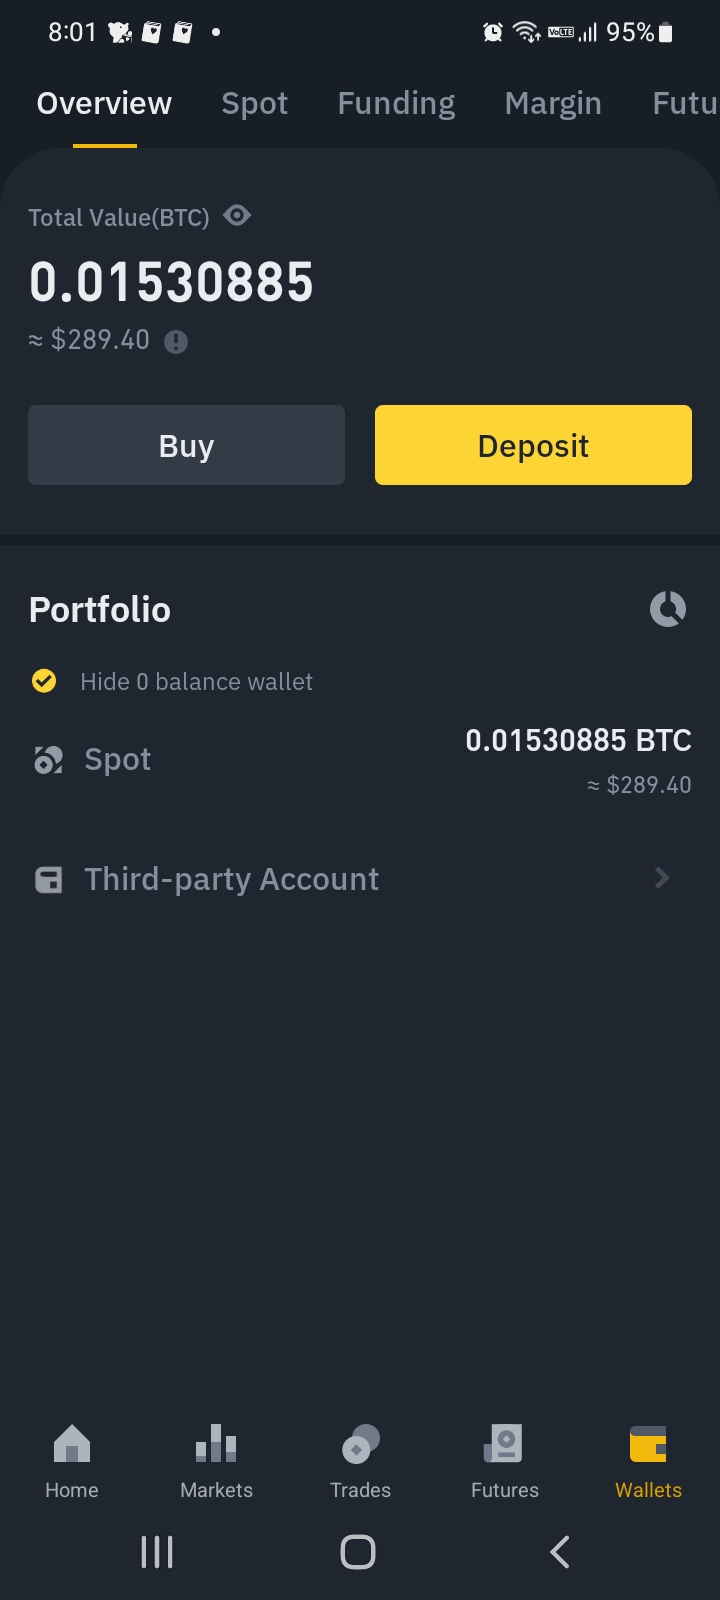 8:01 VoLTE 95%
Overview Spot Funding Margin Futu
Total Value(BTC)
0.01530885
≈ $289.40
Buy Deposit
Portfolio
Hide 0 balance wallet
Spot 0.01530885 BTC
≈ $289.40
Third-party Account
Home Markets Trades Futures Wallets